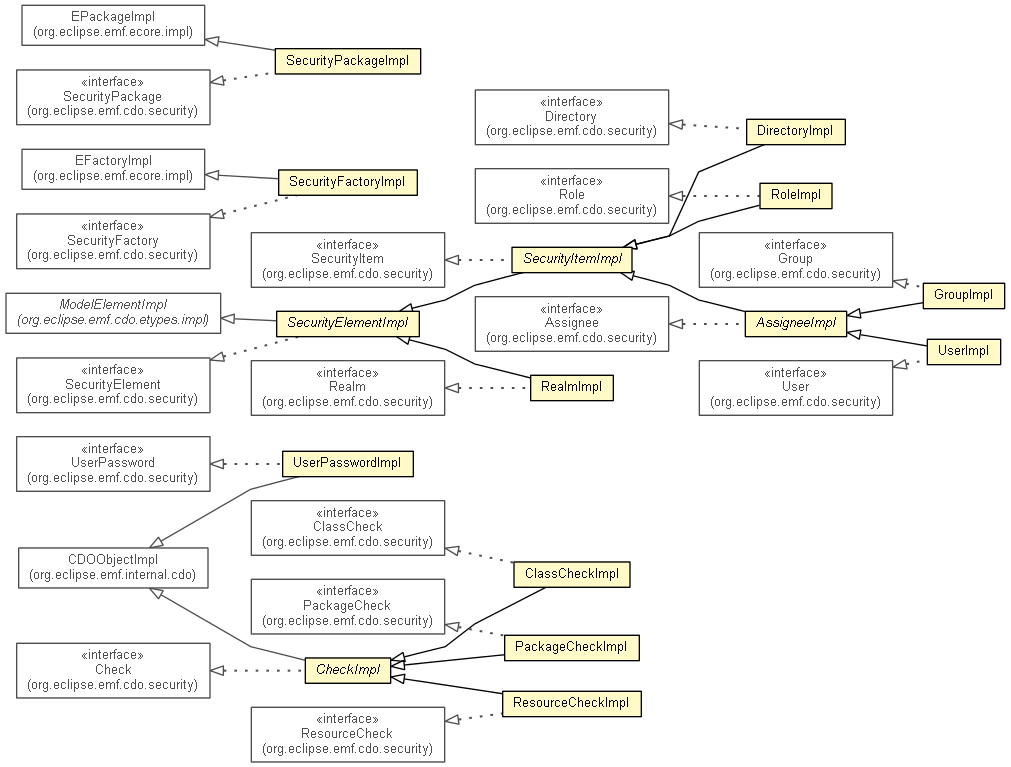 EPackageImpl
(org.eclipse.emf.ecore.impl)
SecurityPackageImpl
«interface»
SecurityPackage
(org.eclipse.emf.cdo.security)
«interface»
Directory
(org.eclipse.emf.cdo.security)
DirectoryImpl
EFactoryImpl
(org.eclipse.emf.ecore.impl)
SecurityFactoryImpl
«interface»
Role
(org.eclipse.emf.cdo.security)
RoleImpl
«interface»
SecurityFactory
(org.eclipse.emf.cdo.security)
«interface»
SecurityItem
(org.eclipse.emf.cdo.security)
SecurityItemImpl
«interface»
Group
(org.eclipse.emf.cdo.security)
GroupImpl
ModelElementImpl
(org.eclipse.emf.cdo.etypes.impl)
SecurityElementImpl
«interface»
Assignee
(org.eclipse.emf.cdo.security)
AssigneeImpl
UserImpl
«interface»
SecurityElement
(org.eclipse.emf.cdo.security)
«interface»
Realm
(org.eclipse.emf.cdo.security)
RealmImpl
«interface»
User
(org.eclipse.emf.cdo.security)
«interface»
UserPassword
(org.eclipse.emf.cdo.security)
UserPasswordImpl
«interface»
ClassCheck
(org.eclipse.emf.cdo.security)
CDOObjectImpl
(org.eclipse.emf.internal.cdo)
ClassCheckImpl
«interface»
PackageCheck
(org.eclipse.emf.cdo.security)
PackageCheckImpl
«interface»
Check
(org.eclipse.emf.cdo.security)
CheckImpl
ResourceCheckImpl
«interface»
ResourceCheck
(org.eclipse.emf.cdo.security)